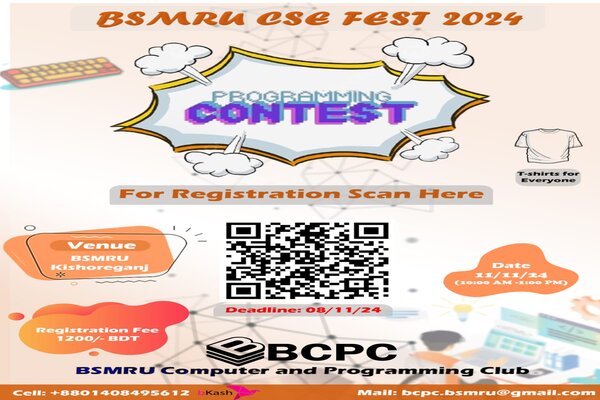 BSMRU CSE FEST 2024
PROGRAMMING
CONTEST
T-shirts for
Everyone
For Registration Scan Here
Venue
BSMRU
Kishoreganj
Date
11/11/24
(10:00 AM -1:00 PM)
Deadline: 08/11/24
Registration Fee
1200/- BDT
BCPC
BSMRU Computer and Programming Club
Cell: +8801408495612 bKash Mail: bcpc.bsmru@gmail.com